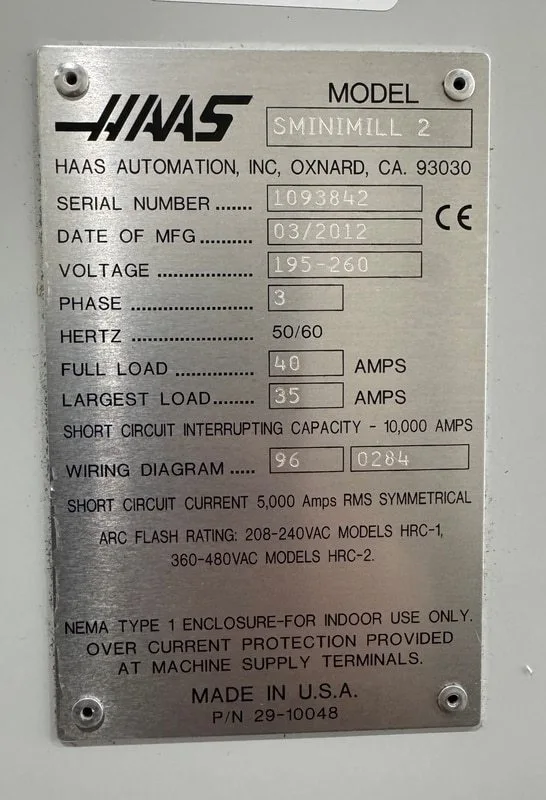 HAAS
MODEL
SMINIMILL 2
HAAS AUTOMATION, INC, OXNARD, CA. 93030
SERIAL NUMBER ....... 1093842
CE
DATE OF MFG.......... 03/2012
VOLTAGE ................ 195-260
PHASE .................... 3
HERTZ .................... 50/60
FULL LOAD ............. 40 AMPS
LARGEST LOAD........ 35 AMPS
SHORT CIRCUIT INTERRUPTING CAPACITY - 10,000 AMPS
WIRING DIAGRAM ..... 96 0284
SHORT CIRCUIT CURRENT 5,000 Amps RMS SYMMETRICAL
ARC FLASH RATING: 208-240VAC MODELS HRC-1,
360-480VAC MODELS HRC-2.
NEMA TYPE 1 ENCLOSURE-FOR INDOOR USE ONLY.
OVER CURRENT PROTECTION PROVIDED
AT MACHINE SUPPLY TERMINALS.
MADE IN U.S.A.
P/N 29-10048